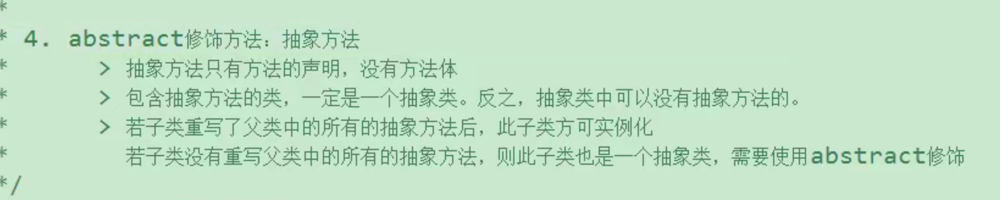 *
* 4. abstract修饰方法：抽象方法
* > 抽象方法只有方法的声明，没有方法体
* > 包含抽象方法的类，一定是一个抽象类。反之，抽象类中可以没有抽象方法的。
* > 若子类重写了父类中的所有的抽象方法后，此子类方可实例化
* 若子类没有重写父类中的所有的抽象方法，则此子类也是一个抽象类，需要使用abstract修饰
*/